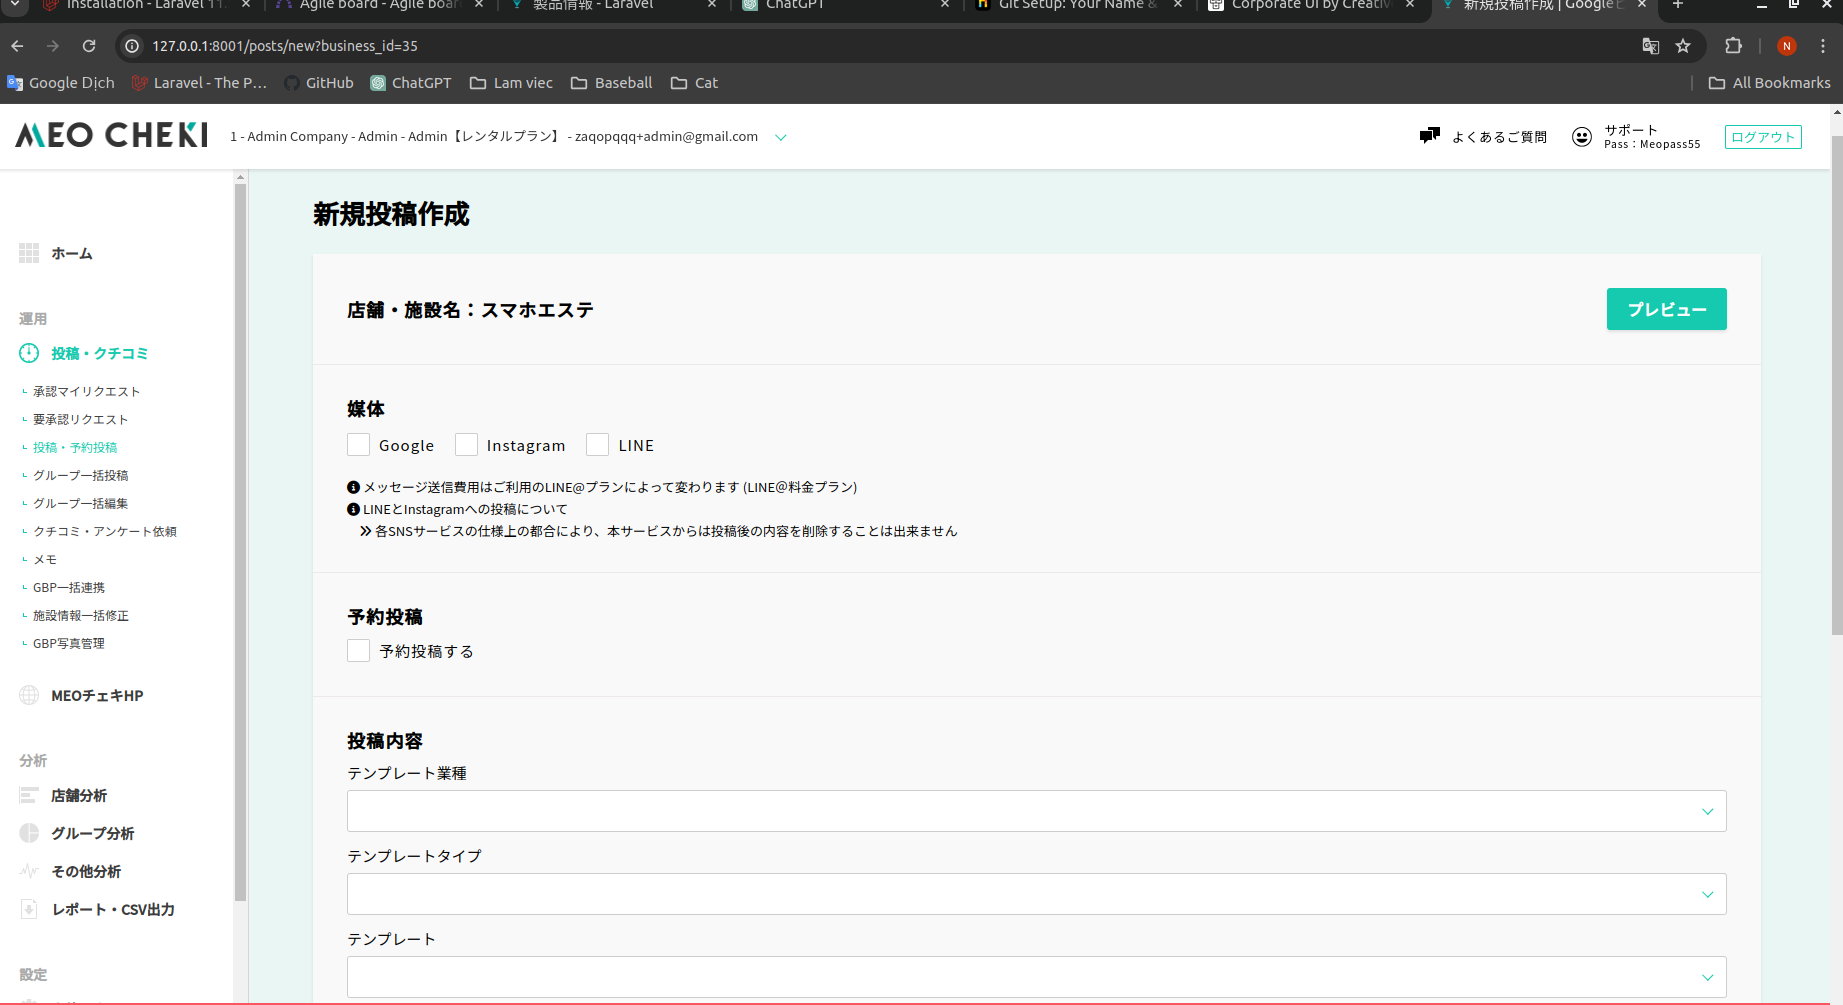 Installation - Laravel 11.
Agile board - Agile boar
製品情報 - Laravel
ChatGPT
Git Setup: Your Name &
Corporate UI by Creativ
新規投稿作成 | Googleビ
127.0.0.1:8001/posts/new?business_id=35
N
Google Dịch
Laravel - The P...
GitHub
ChatGPT
Lam viec
Baseball
Cat
All Bookmarks
MEO CHEKI
1 - Admin Company - Admin - Admin【レンタルプラン】 - zaqopqqq+admin@gmail.com
よくあるご質問
サポート
Pass：Meopass55
ログアウト
ホーム
運用
投稿・クチコミ
承認マイリクエスト
要承認リクエスト
投稿・予約投稿
グループ一括投稿
グループ一括編集
クチコミ・アンケート依頼
メモ
GBP一括連携
施設情報一括修正
GBP写真管理
MEOチェキHP
分析
店舗分析
グループ分析
その他分析
レポート・CSV出力
設定
新規投稿作成
店舗・施設名：スマホエステ
プレビュー
媒体
Google
Instagram
LINE
メッセージ送信費用はご利用のLINE@プランによって変わります (LINE@料金プラン)
LINEとInstagramへの投稿について
各SNSサービスの仕様上の都合により、本サービスからは投稿後の内容を削除することは出来ません
予約投稿
予約投稿する
投稿内容
テンプレート業種
テンプレートタイプ
テンプレート